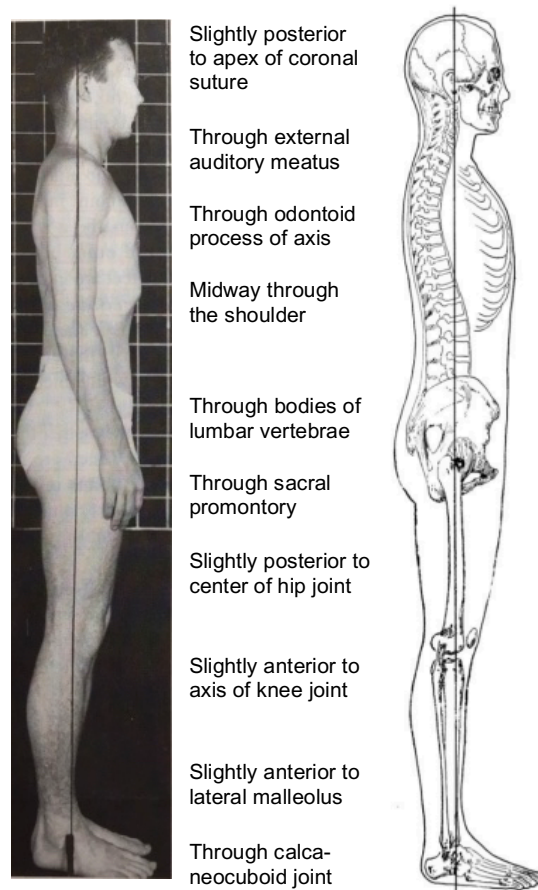 Slightly posterior
to apex of coronal
suture
Through external
auditory meatus
Through odontoid
process of axis
Midway through
the shoulder
Through bodies of
lumbar vertebrae
Through sacral
promontory
Slightly posterior to
center of hip joint
Slightly anterior to
axis of knee joint
Slightly anterior to
lateral malleolus
Through calca-
neocuboid joint